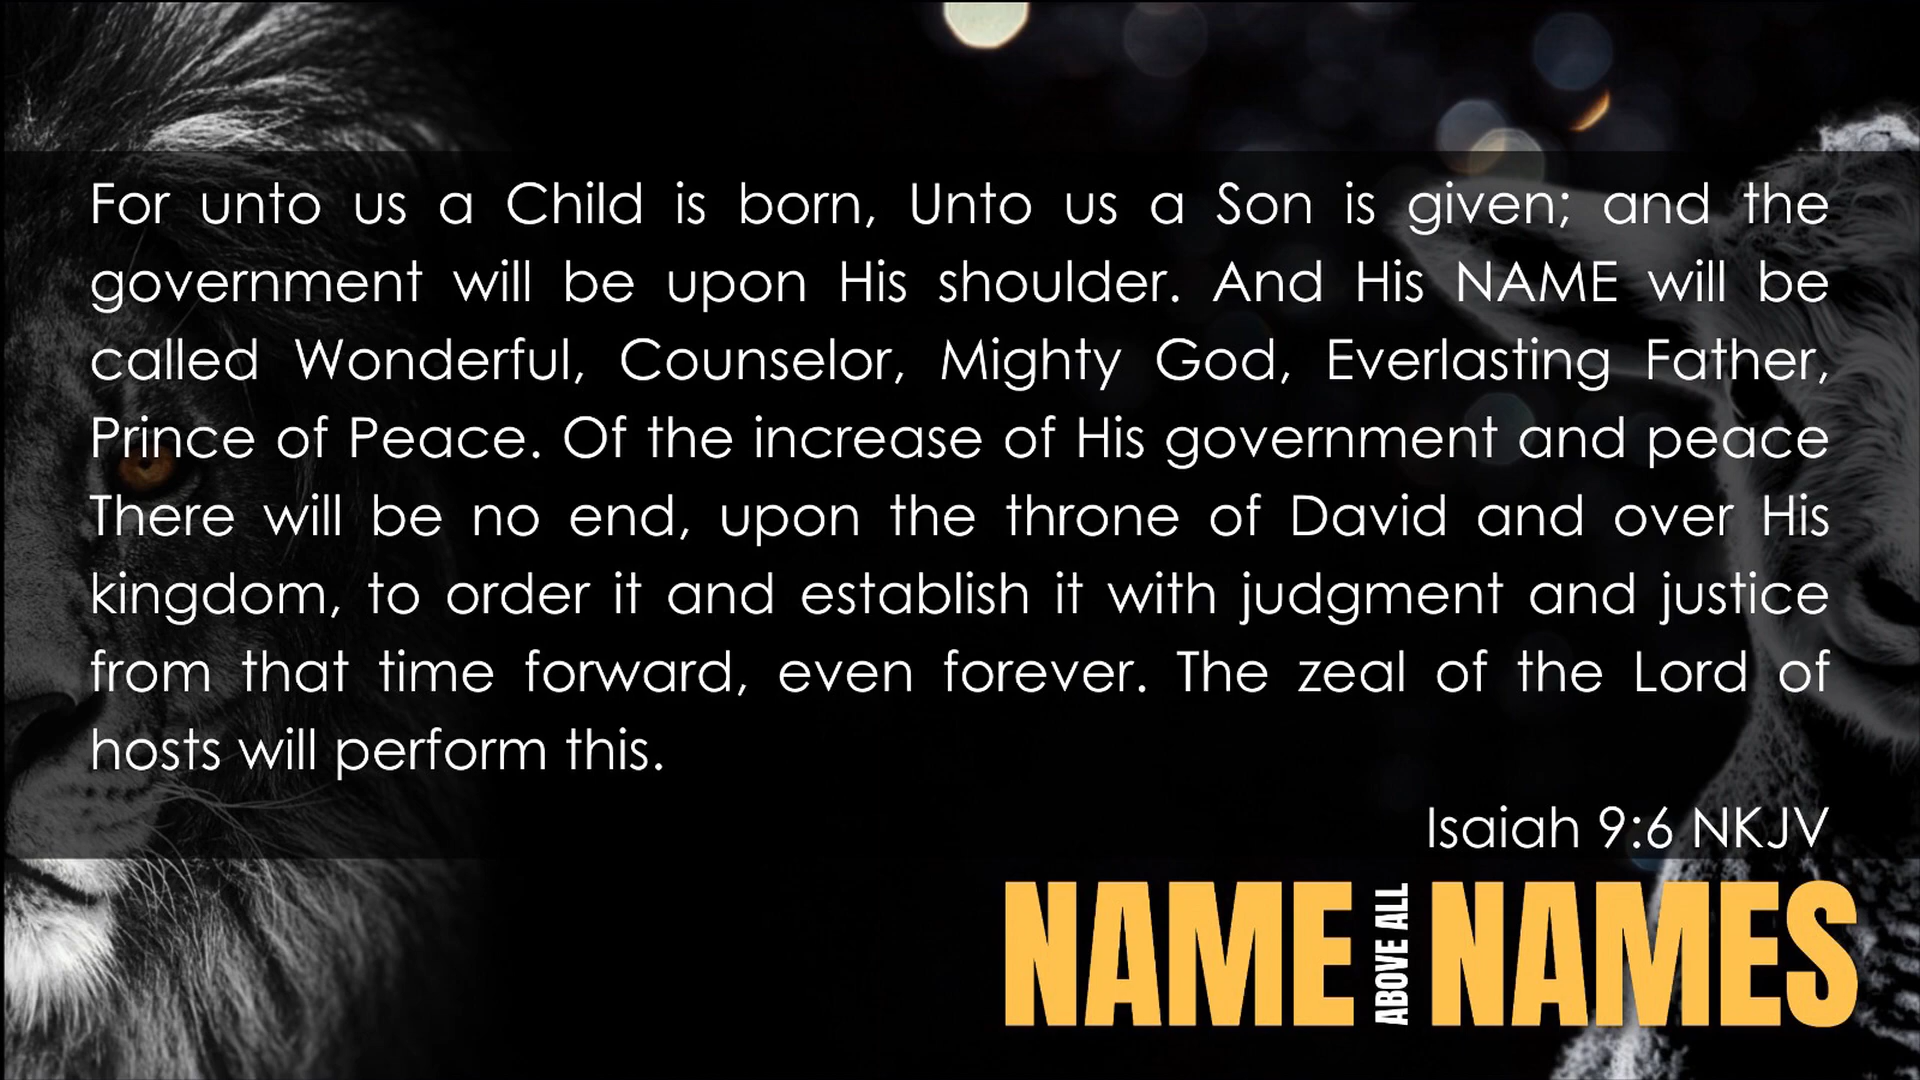 For unto us a Child is born, Unto us a Son is given; and the
government will be upon His shoulder. And His NAME will be
called Wonderful, Counselor, Mighty God, Everlasting Father,
Prince of Peace. Of the increase of His government and peace
There will be no end, upon the throne of David and over His
kingdom, to order it and establish it with judgment and justice
from that time forward, even forever. The zeal of the Lord of
hosts will perform this.
Isaiah 9:6 NKJV
NAME ABOVE ALL NAMES